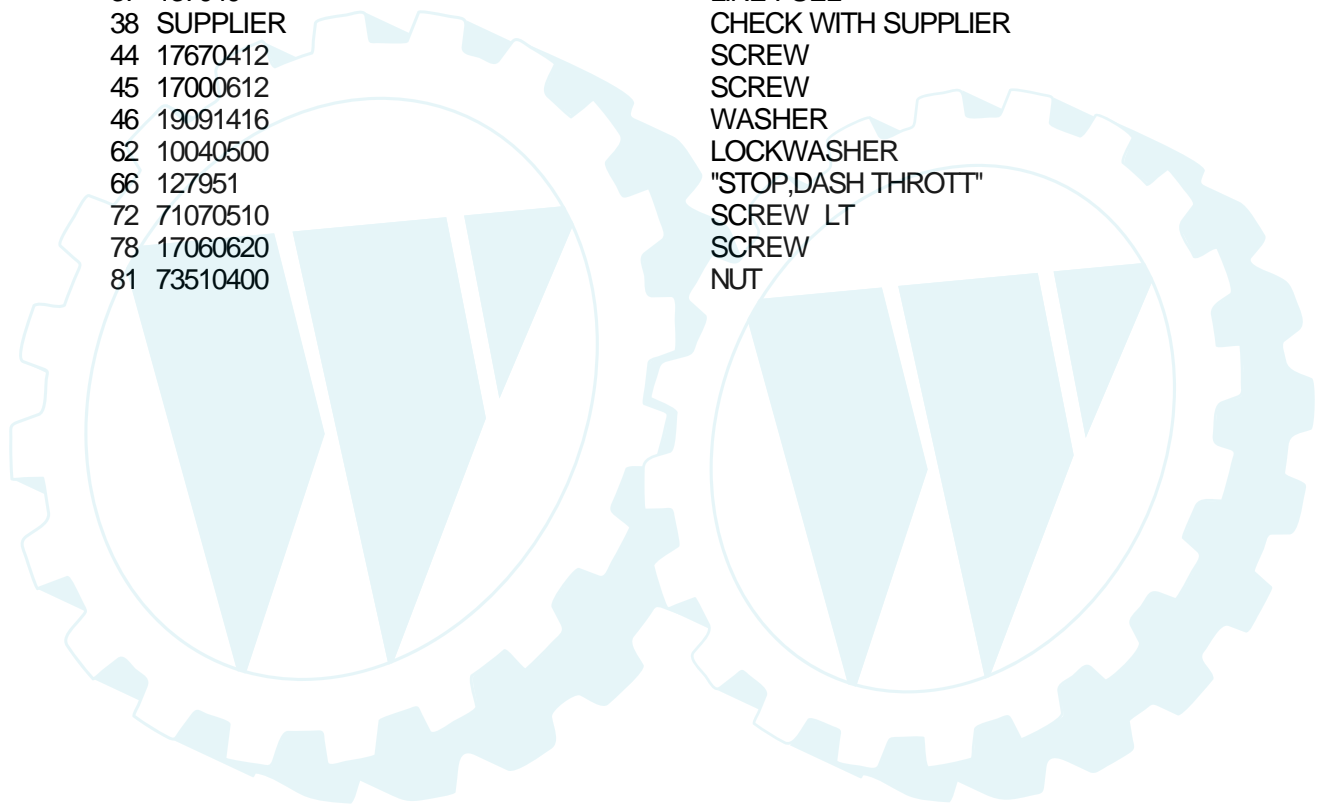 38 SUPPLIER CHECK WITH SUPPLIER
44 17670412 SCREW
45 17000612 SCREW
46 19091416 WASHER
62 10040500 LOCKWASHER
66 127951 "STOP,DASH THROTT"
72 71070510 SCREW LT
78 17060620 SCREW
81 73510400 NUT